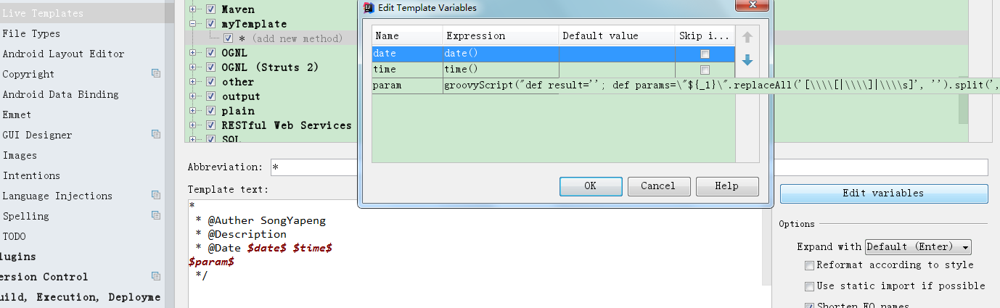 Live Templates
File Types
Android Layout Editor
Copyright
Android Data Binding
Emmet
GUI Designer
Images
Intentions
Language Injections
Spelling
TODO
lugins
ersion Control
uild, Execution, Deployme
Maven
myTemplate
* (add new method)
OGNL
OGNL (Struts 2)
other
output
plain
RESTful Web Services
SQL
Edit Template Variables
Name Expression Default value Skip i...
date date()
time time()
param groovyScript("def result=''; def params=\"${_1}\".replaceAll('[\\\\[|\\\\]|\\\\s]', '').split(',
OK Cancel Help
Abbreviation: *
Template text:
*
* @Auther SongYapeng
* @Description
* @Date $date$ $time$
$param$
*/
Edit variables
Options
Expand with Default (Enter)
Reformat according to style
Use static import if possible
Shorten FQ names